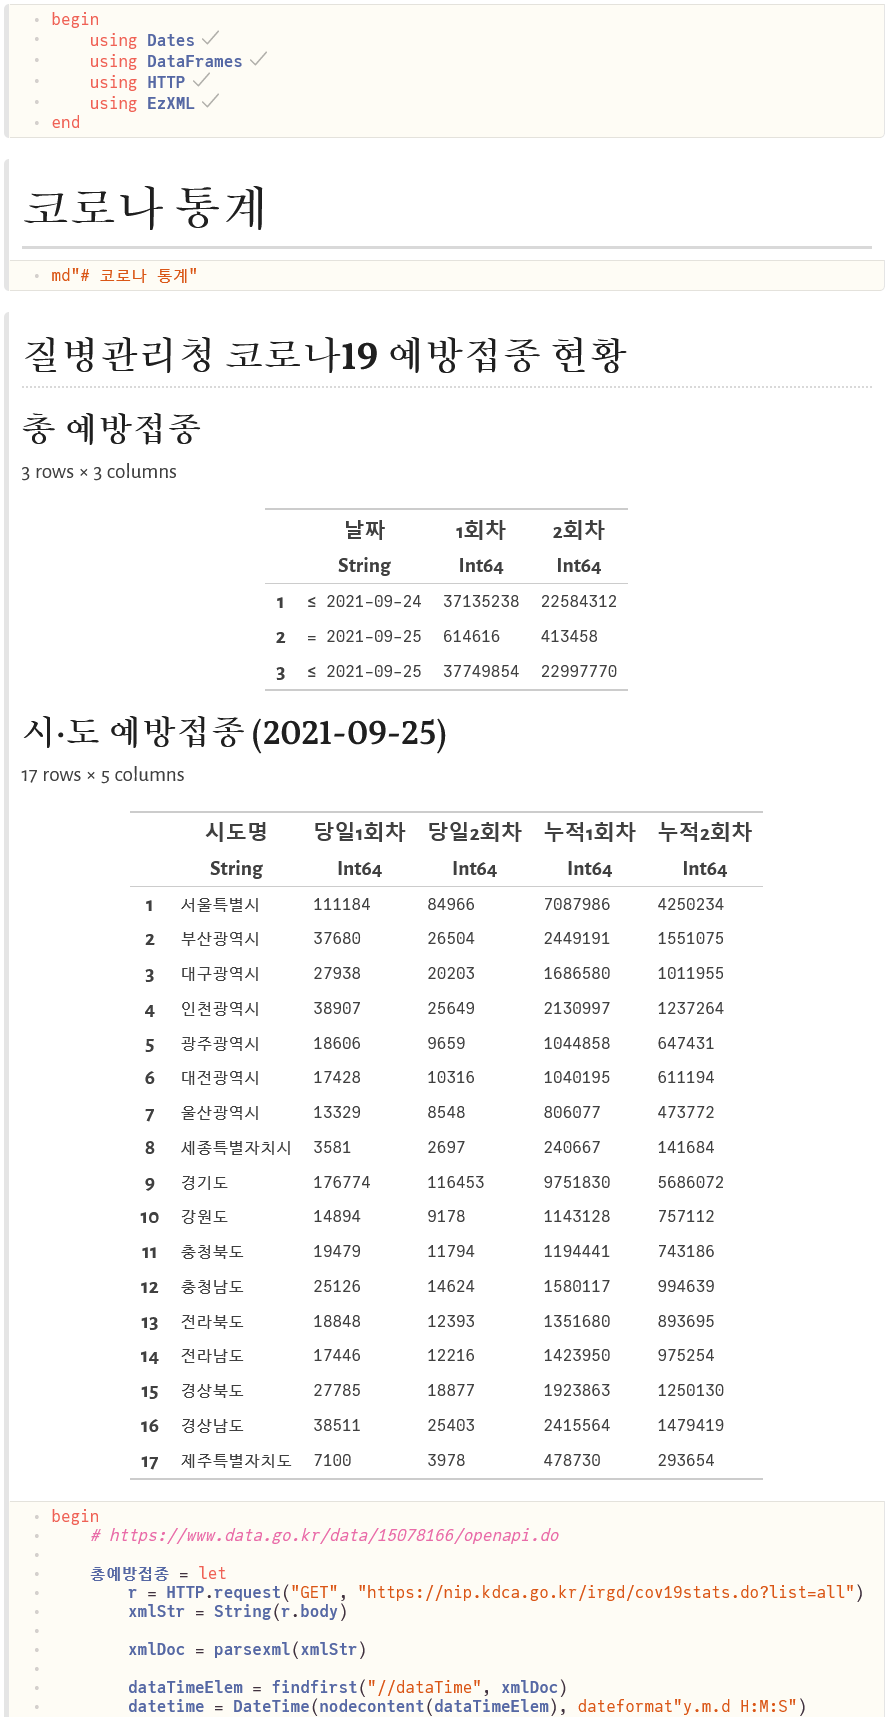 begin
using Dates
using DataFrames
using HTTP
using EzXML
end
코로나 통계
md"# 코로나 통계"
질병관리청 코로나19 예방접종 현황
총 예방접종
3 rows × 3 columns
날짜 1회차 2회차
String Int64 Int64
1 ≤ 2021-09-24 37135238 22584312
2 = 2021-09-25 614616 413458
3 ≤ 2021-09-25 37749854 22997770
시·도 예방접종 (2021-09-25)
17 rows × 5 columns
시도명 당일1회차 당일2회차 누적1회차 누적2회차
String Int64 Int64 Int64 Int64
1 서울특별시 111184 84966 7087986 4250234
2 부산광역시 37680 26504 2449191 1551075
3 대구광역시 27938 20203 1686580 1011955
4 인천광역시 38907 25649 2130997 1237264
5 광주광역시 18606 9659 1044858 647431
6 대전광역시 17428 10316 1040195 611194
7 울산광역시 13329 8548 806077 473772
8 세종특별자치시 3581 2697 240667 141684
9 경기도 176774 116453 9751830 5686072
10 강원도 14894 9178 1143128 757112
11 충청북도 19479 11794 1194441 743186
12 충청남도 25126 14624 1580117 994639
13 전라북도 18848 12393 1351680 893695
14 전라남도 17446 12216 1423950 975254
15 경상북도 27785 18877 1923863 1250130
16 경상남도 38511 25403 2415564 1479419
17 제주특별자치도 7100 3978 478730 293654
begin
# https://www.data.go.kr/data/15078166/openapi.do
총예방접종 = let
r = HTTP.request("GET", "https://nip.kdca.go.kr/irgd/cov19stats.do?list=all")
xmlStr = String(r.body)
xmlDoc = parsexml(xmlStr)
dataTimeElem = findfirst("//dataTime", xmlDoc)
datetime = DateTime(nodecontent(dataTimeElem), dateformat"y.m.d H:M:S")